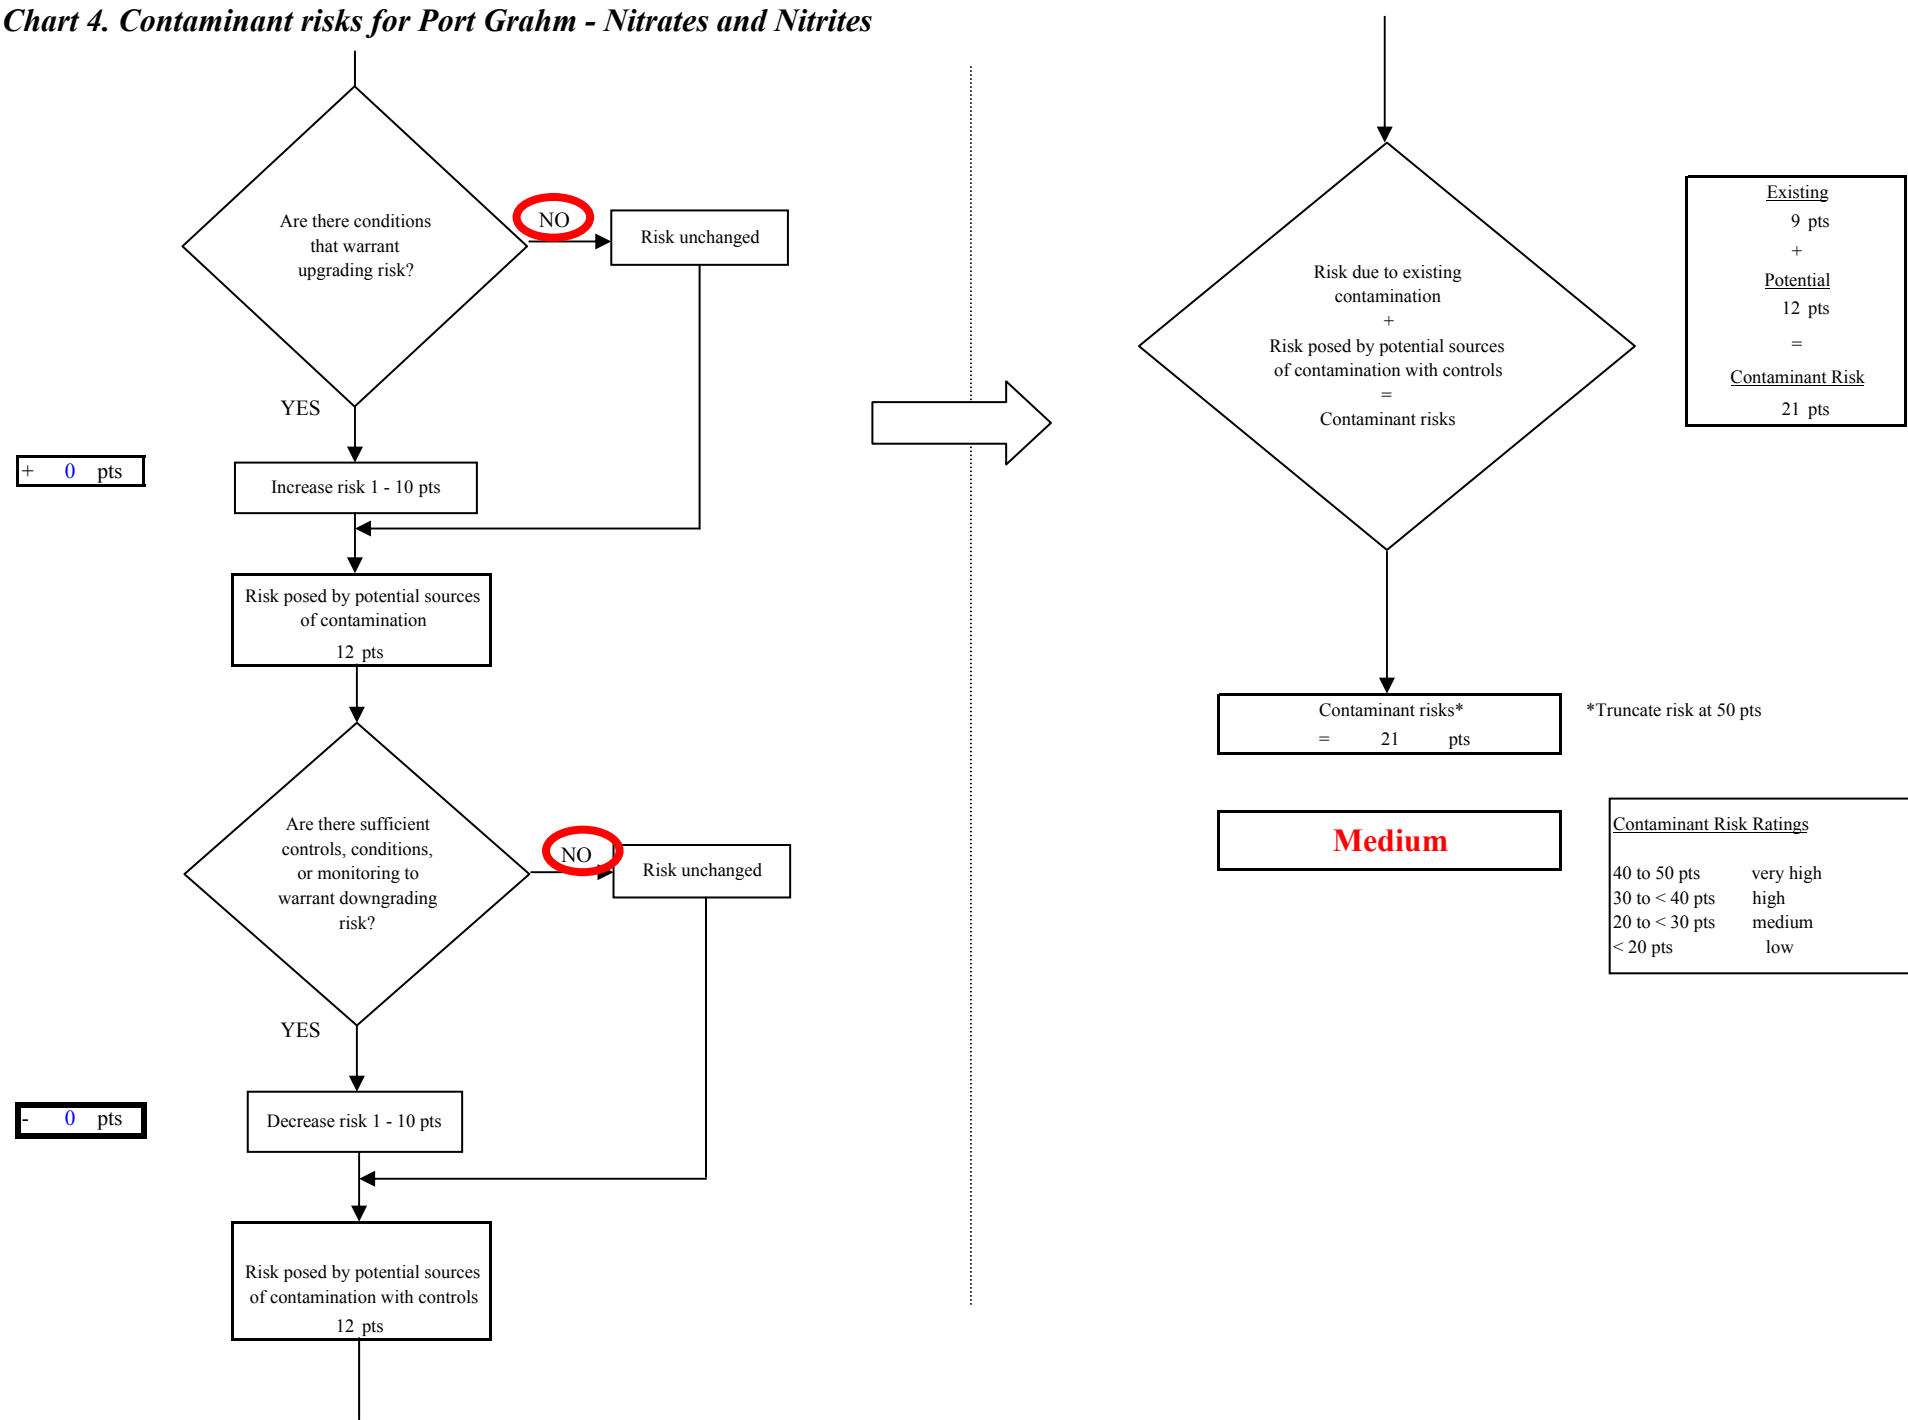 Chart 4. Contaminant risks for Port Grahm - Nitrates and Nitrites
Are there conditions
that warrant
upgrading risk?
NO
Risk unchanged
YES
+ 0 pts
Increase risk 1 - 10 pts
Risk posed by potential sources
of contamination
12 pts
Are there sufficient
controls, conditions,
or monitoring to
warrant downgrading
risk?
NO
Risk unchanged
YES
- 0 pts
Decrease risk 1 - 10 pts
Risk posed by potential sources
of contamination with controls
12 pts
Risk due to existing
contamination
+
Risk posed by potential sources
of contamination with controls
=
Contaminant risks
Existing
9 pts
+
Potential
12 pts
=
Contaminant Risk
21 pts
Contaminant risks*
= 21 pts
*Truncate risk at 50 pts
Medium
Contaminant Risk Ratings
40 to 50 pts very high
30 to < 40 pts high
20 to < 30 pts medium
< 20 pts low